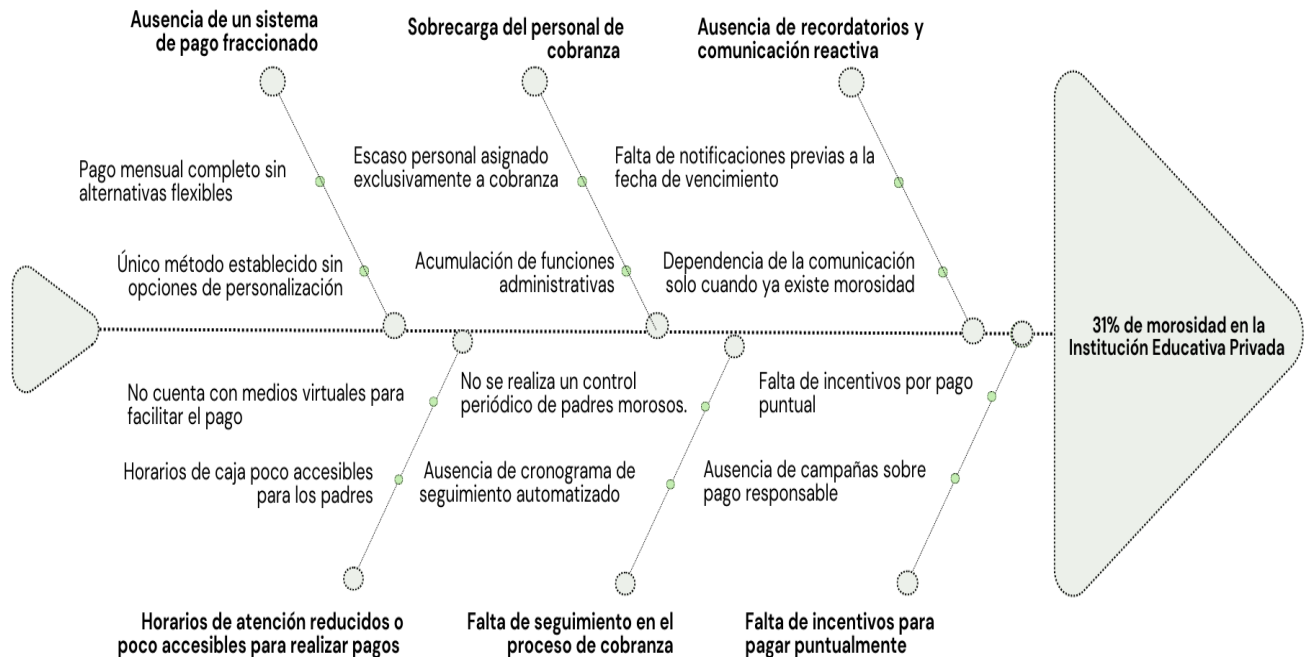 Ausencia de un sistema
de pago fraccionado
Sobrecarga del personal de
cobranza
Ausencia de recordatorios y
comunicación reactiva
Pago mensual completo sin
alternativas flexibles
Escaso personal asignado
exclusivamente a cobranza
Falta de notificaciones previas a la
fecha de vencimiento
Único método establecido sin
opciones de personalización
Acumulación de funciones
administrativas
Dependencia de la comunicación
solo cuando ya existe morosidad
31% de morosidad en la
Institución Educativa Privada
No cuenta con medios virtuales para
facilitar el pago
No se realiza un control
periódico de padres morosos.
Falta de incentivos por pago
puntual
Horarios de caja poco accesibles
para los padres
Ausencia de cronograma de
seguimiento automatizado
Ausencia de campañas sobre
pago responsable
Horarios de atención reducidos o
poco accesibles para realizar pagos
Falta de seguimiento en el
proceso de cobranza
Falta de incentivos para
pagar puntualmente